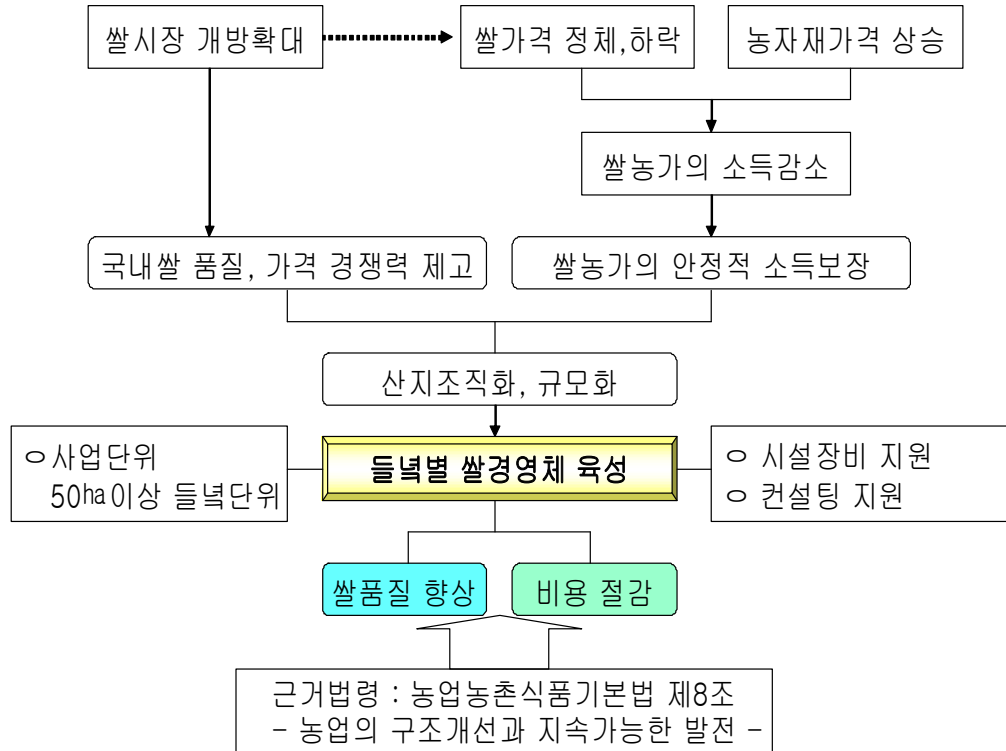 쌀시장 개방확대
쌀가격 정체,하락
농자재가격 상승
쌀농가의 소득감소
국내쌀 품질, 가격 경쟁력 제고
쌀농가의 안정적 소득보장
산지조직화, 규모화
ㅇ사업단위
50ha이상 들녘단위
들녘별 쌀경영체 육성
ㅇ 시설장비 지원
ㅇ 컨설팅 지원
쌀품질 향상
비용 절감
근거법령 : 농업농촌식품기본법 제8조
- 농업의 구조개선과 지속가능한 발전 -